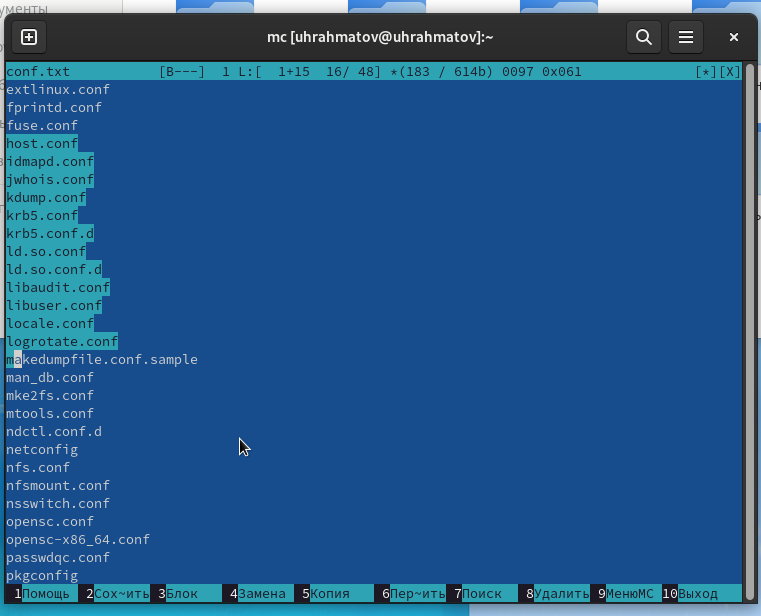 ументы
mc [uhrahmatov@uhrahmatov]:~
conf.txt [B---] 1 L:[ 1+15 16/ 48] *(183 / 614b) 0097 0x061 [*][X]
extlinux.conf
fprintd.conf
fuse.conf
host.conf
idmapd.conf
jwhois.conf
kdump.conf
krb5.conf
krb5.conf.d
ld.so.conf
ld.so.conf.d
libaudit.conf
libuser.conf
locale.conf
logrotate.conf
makedumpfile.conf.sample
man_db.conf
mke2fs.conf
mtools.conf
ndctl.conf.d
netconfig
nfs.conf
nfsmount.conf
nsswitch.conf
opensc.conf
opensc-x86_64.conf
passwdqc.conf
pkgconfig
1Помощь 2Сох~ить 3Блок 4Замена 5Копия 6Пер~ить 7Поиск 8Удалить 9МенюMC 10Выход